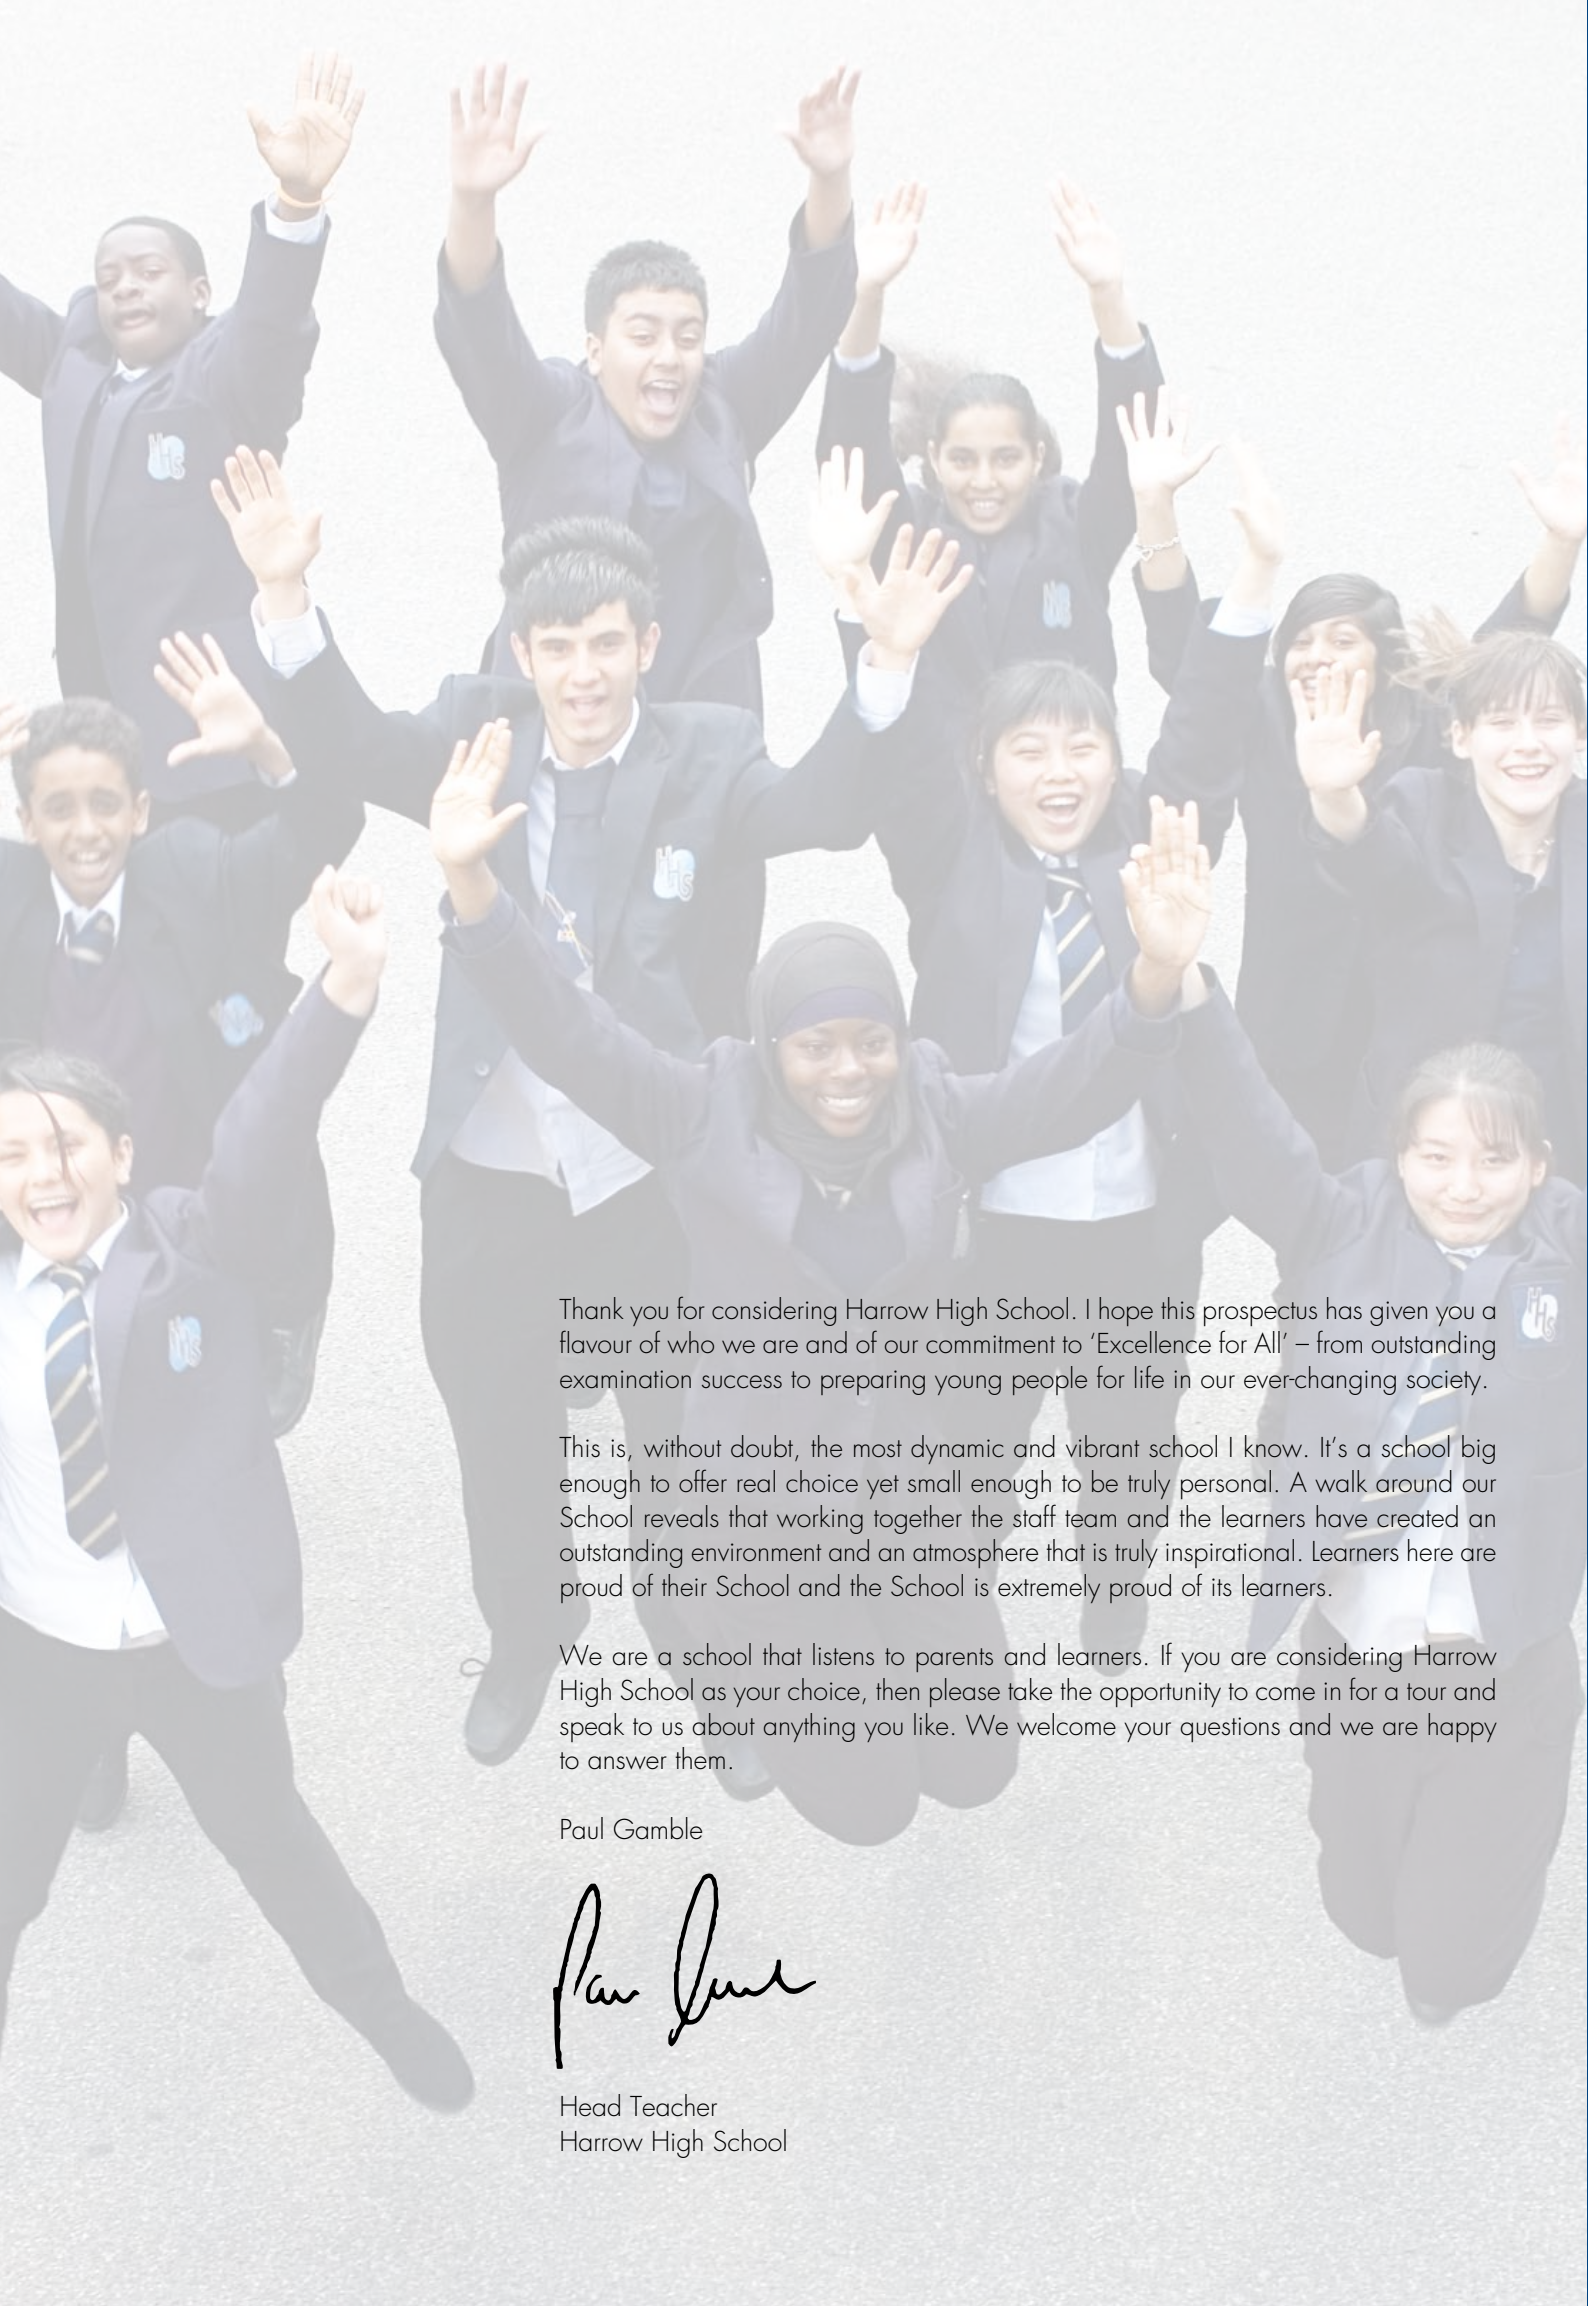 HHS
HHS
HHS
HHS
Thank you for considering Harrow High School. I hope this prospectus has given you a
flavour of who we are and of our commitment to ‘Excellence for All’ – from outstanding
examination success to preparing young people for life in our ever-changing society.
This is, without doubt, the most dynamic and vibrant school I know. It’s a school big
enough to offer real choice yet small enough to be truly personal. A walk around our
School reveals that working together the staff team and the learners have created an
outstanding environment and an atmosphere that is truly inspirational. Learners here are
proud of their School and the School is extremely proud of its learners.
We are a school that listens to parents and learners. If you are considering Harrow
High School as your choice, then please take the opportunity to come in for a tour and
speak to us about anything you like. We welcome your questions and we are happy
to answer them.
Paul Gamble
Head Teacher
Harrow High School